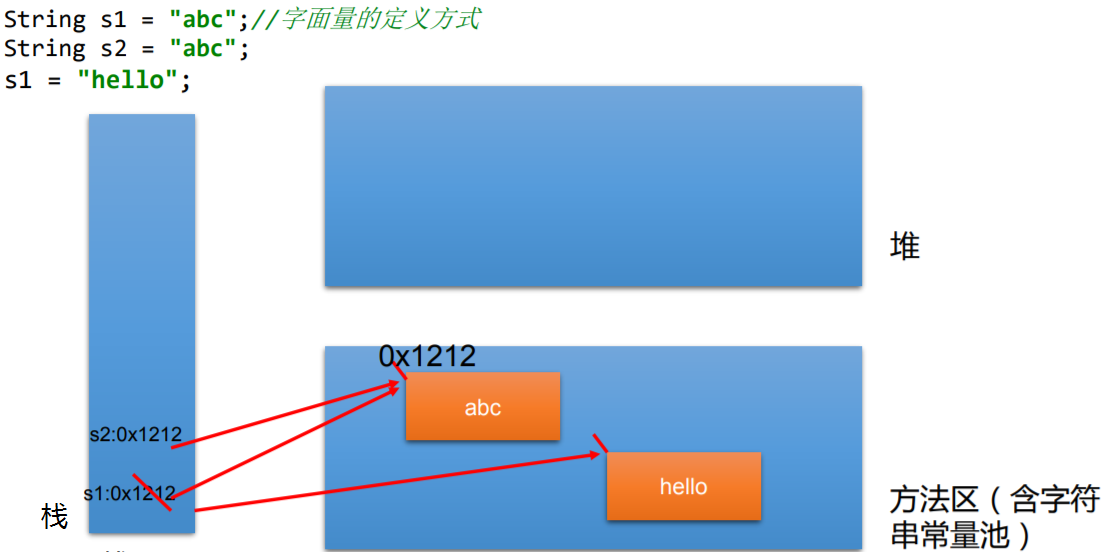 String s1 = "abc";//字面量的定义方式
String s2 = "abc";
s1 = "hello";
堆
0x1212
abc
s2:0x1212
hello
s1:0x1212
栈
方法区（含字符
串常量池）